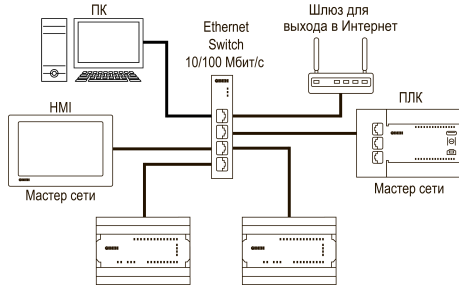 ПК
Ethernet
Switch
10/100 Мбит/с
Шлюз для
выхода в Интернет
HMI
Мастер сети
ПЛК
Мастер сети